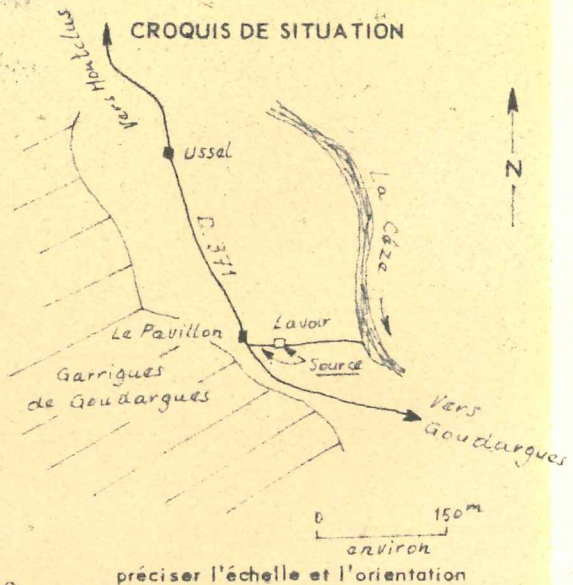 CROQUIS DE SITUATION
Vers Montclus
N
Ussel
La Cèze
D. 371
Lavoir
Le Pavillon
Source
Garrigues
de Goudargues
Vers
Goudargues
0 150m
environ
préciser l'échelle et l'orientation